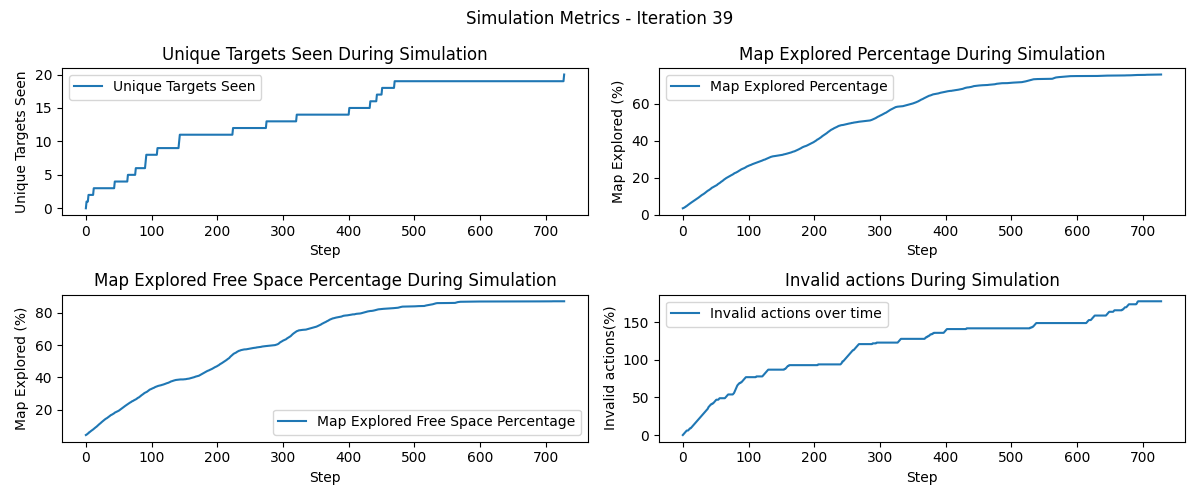 Simulation Metrics - Iteration 39
Unique Targets Seen During Simulation
Unique Targets Seen
20
15
10
5
0
Unique Targets Seen
0 100 200 300 400 500 600 700
Step
Map Explored Percentage During Simulation
Map Explored (%)
60
40
20
0
Map Explored Percentage
0 100 200 300 400 500 600 700
Step
Map Explored Free Space Percentage During Simulation
Map Explored (%)
80
60
40
20
Map Explored Free Space Percentage
0 100 200 300 400 500 600 700
Step
Invalid actions During Simulation
Invalid actions(%)
150
100
50
0
Invalid actions over time
0 100 200 300 400 500 600 700
Step